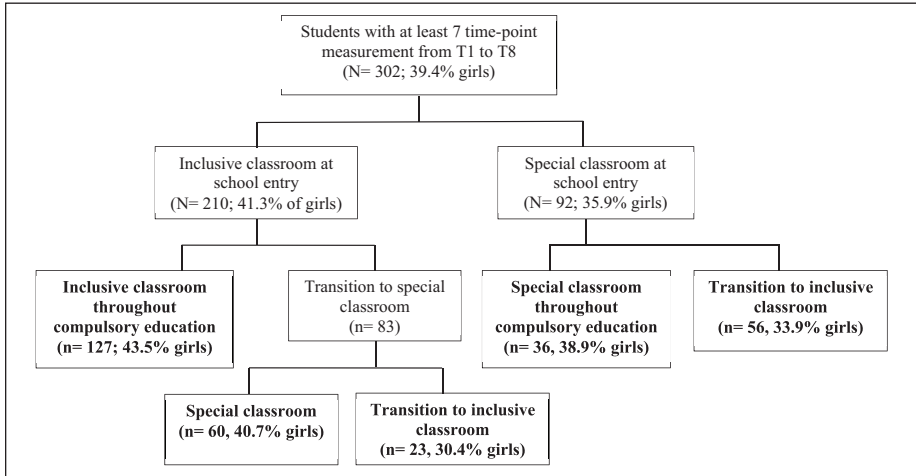 Students with at least 7 time-point
measurement from T1 to T8
(N= 302; 39.4% girls)
Inclusive classroom at
school entry
(N= 210; 41.3% of girls)
Special classroom at
school entry
(N= 92; 35.9% girls)
Inclusive classroom
throughout
compulsory education
(n= 127; 43.5% girls)
Transition to special
classroom
(n= 83)
Special classroom
throughout
compulsory education
(n= 36, 38.9% girls)
Transition to inclusive
classroom
(n= 56, 33.9% girls)
Special classroom
(n= 60, 40.7% girls)
Transition to inclusive
classroom
(n= 23, 30.4% girls)